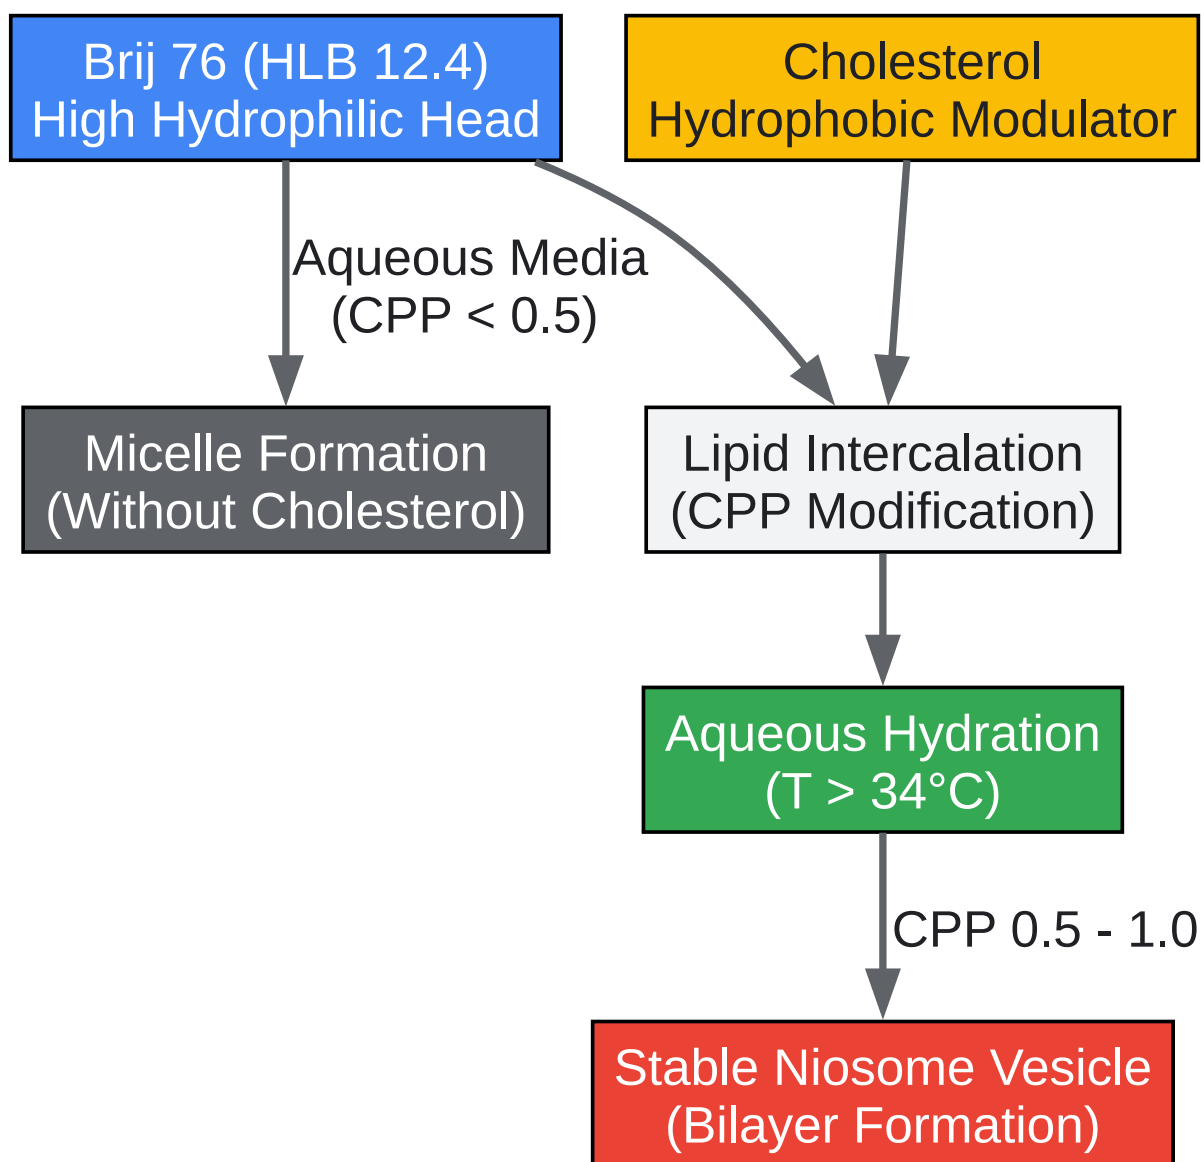 Brij 76 (HLB 12.4)
High Hydrophilic Head
Cholesterol
Hydrophobic Modulator
Aqueous Media
(CPP < 0.5)
Micelle Formation
(Without Cholesterol)
Lipid Intercalation
(CPP Modification)
Aqueous Hydration
(T > 34°C)
CPP 0.5 - 1.0
Stable Niosome Vesicle
(Bilayer Formation)